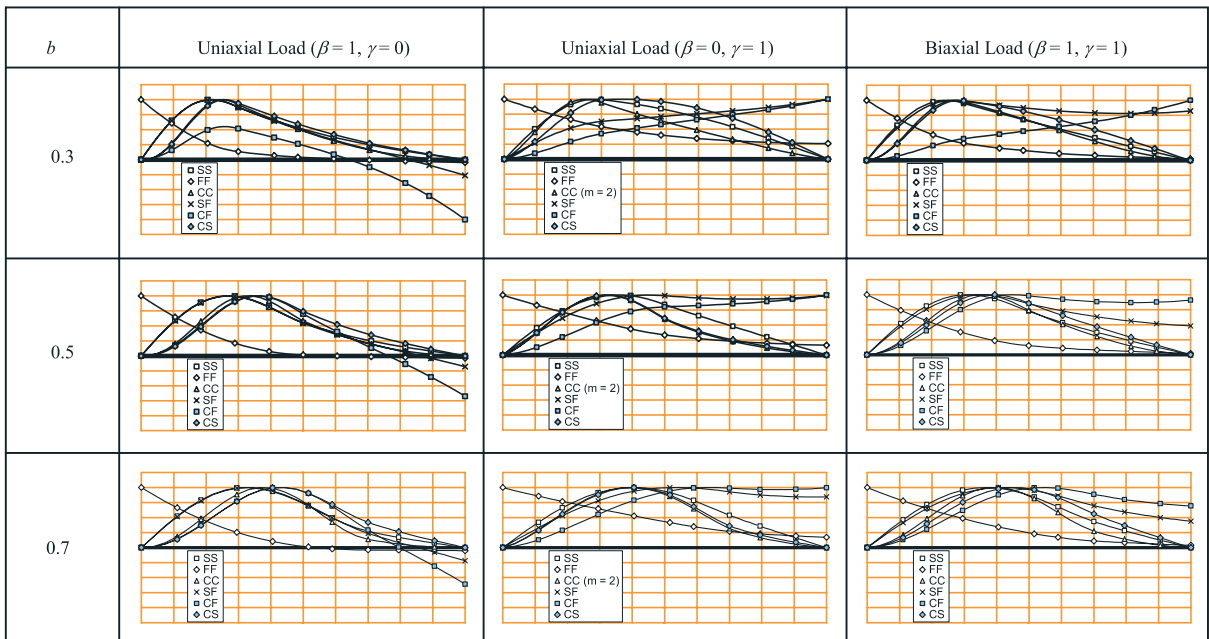 b
Uniaxial Load (β = 1, γ = 0)
Uniaxial Load (β = 0, γ = 1)
Biaxial Load (β = 1, γ = 1)
0.3
SS
FF
CC
SF
CF
CS
SS
FF
CC (m = 2)
SF
CF
CS
SS
FF
CC
SF
CF
CS
0.5
SS
FF
CC
SF
CF
CS
SS
FF
CC (m = 2)
SF
CF
CS
SS
FF
CC
SF
CF
CS
0.7
SS
FF
CC
SF
CF
CS
SS
FF
CC (m = 2)
SF
CF
CS
SS
FF
CC
SF
CF
CS